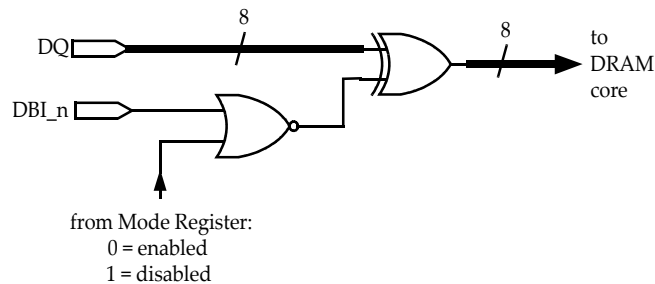 8
DQ
8
to
DRAM
core
DBI_n
from Mode Register:
0 = enabled
1 = disabled